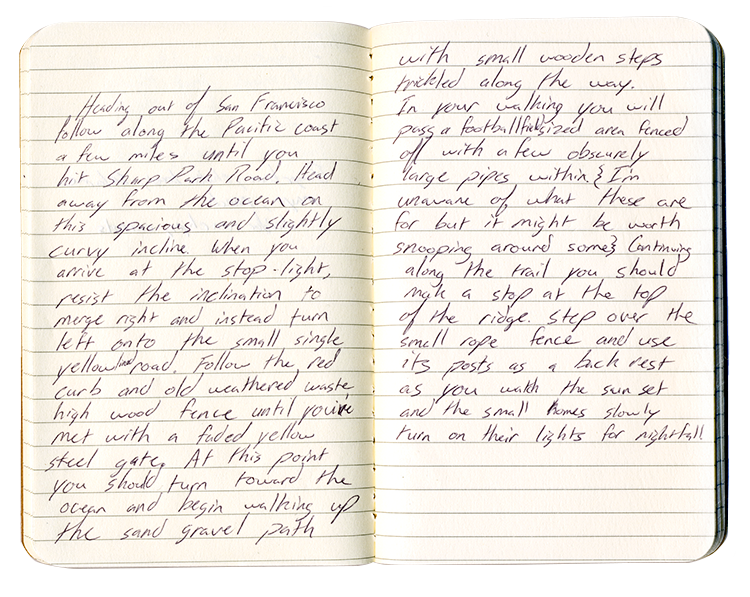 Heading out of San Francisco
follow along the Pacific coast
a few miles until you
hit Sharp Park Road. Head
away from the ocean on
this spacious and slightly
curvy incline. When you
arrive at the stop-light,
resist the inclination to
merge right and instead turn
left onto the small single
yellow lined road. Follow the red
curb and old weathered waste
high wood fence until you're
met with a faded yellow
steel gate. At this point
you should turn toward the
ocean and begin walking up
the sand gravel path
with small wooden steps
trickled along the way.
In your walking you will
pass a football field sized area fenced
off with a few obscurely
large pipes within. { I'm
unaware of what these are
for but it might be worth
snooping around some } Continuing
along the trail you should
make a stop at the top
of the ridge. Step over the
small rope fence and use
its posts as a back rest
as you watch the sun set
and the small homes slowly
turn on their lights for nightfall